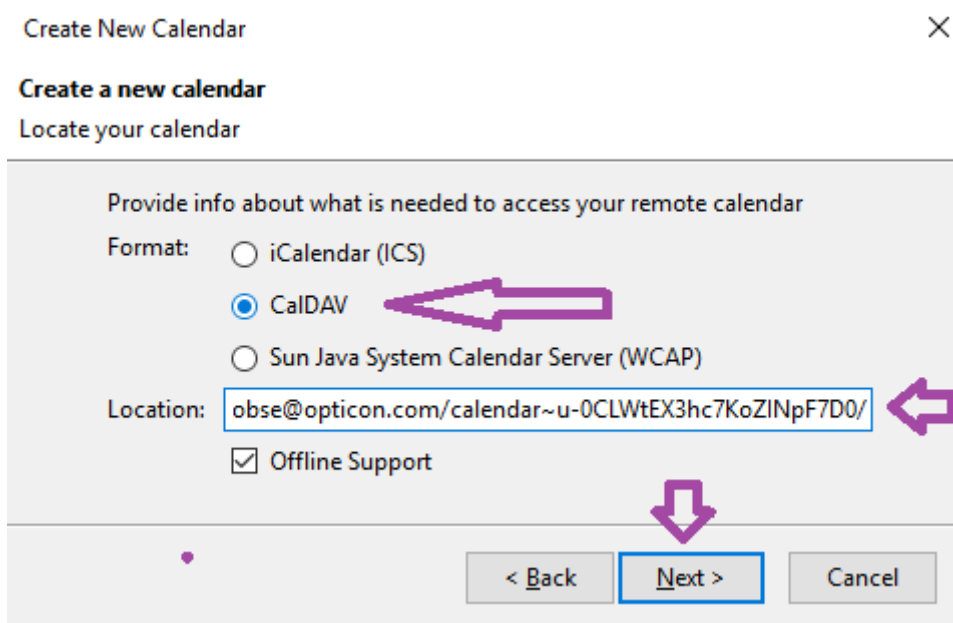 Create New Calendar
Create a new calendar
Locate your calendar
Provide info about what is needed to access your remote calendar
Format:
iCalendar (ICS)
CalDAV
Sun Java System Calendar Server (WCAP)
Location: obse@opticon.com/calendar~u-0CLWtEX3hc7KoZINpF7D0/
Offline Support
< Back Next > Cancel